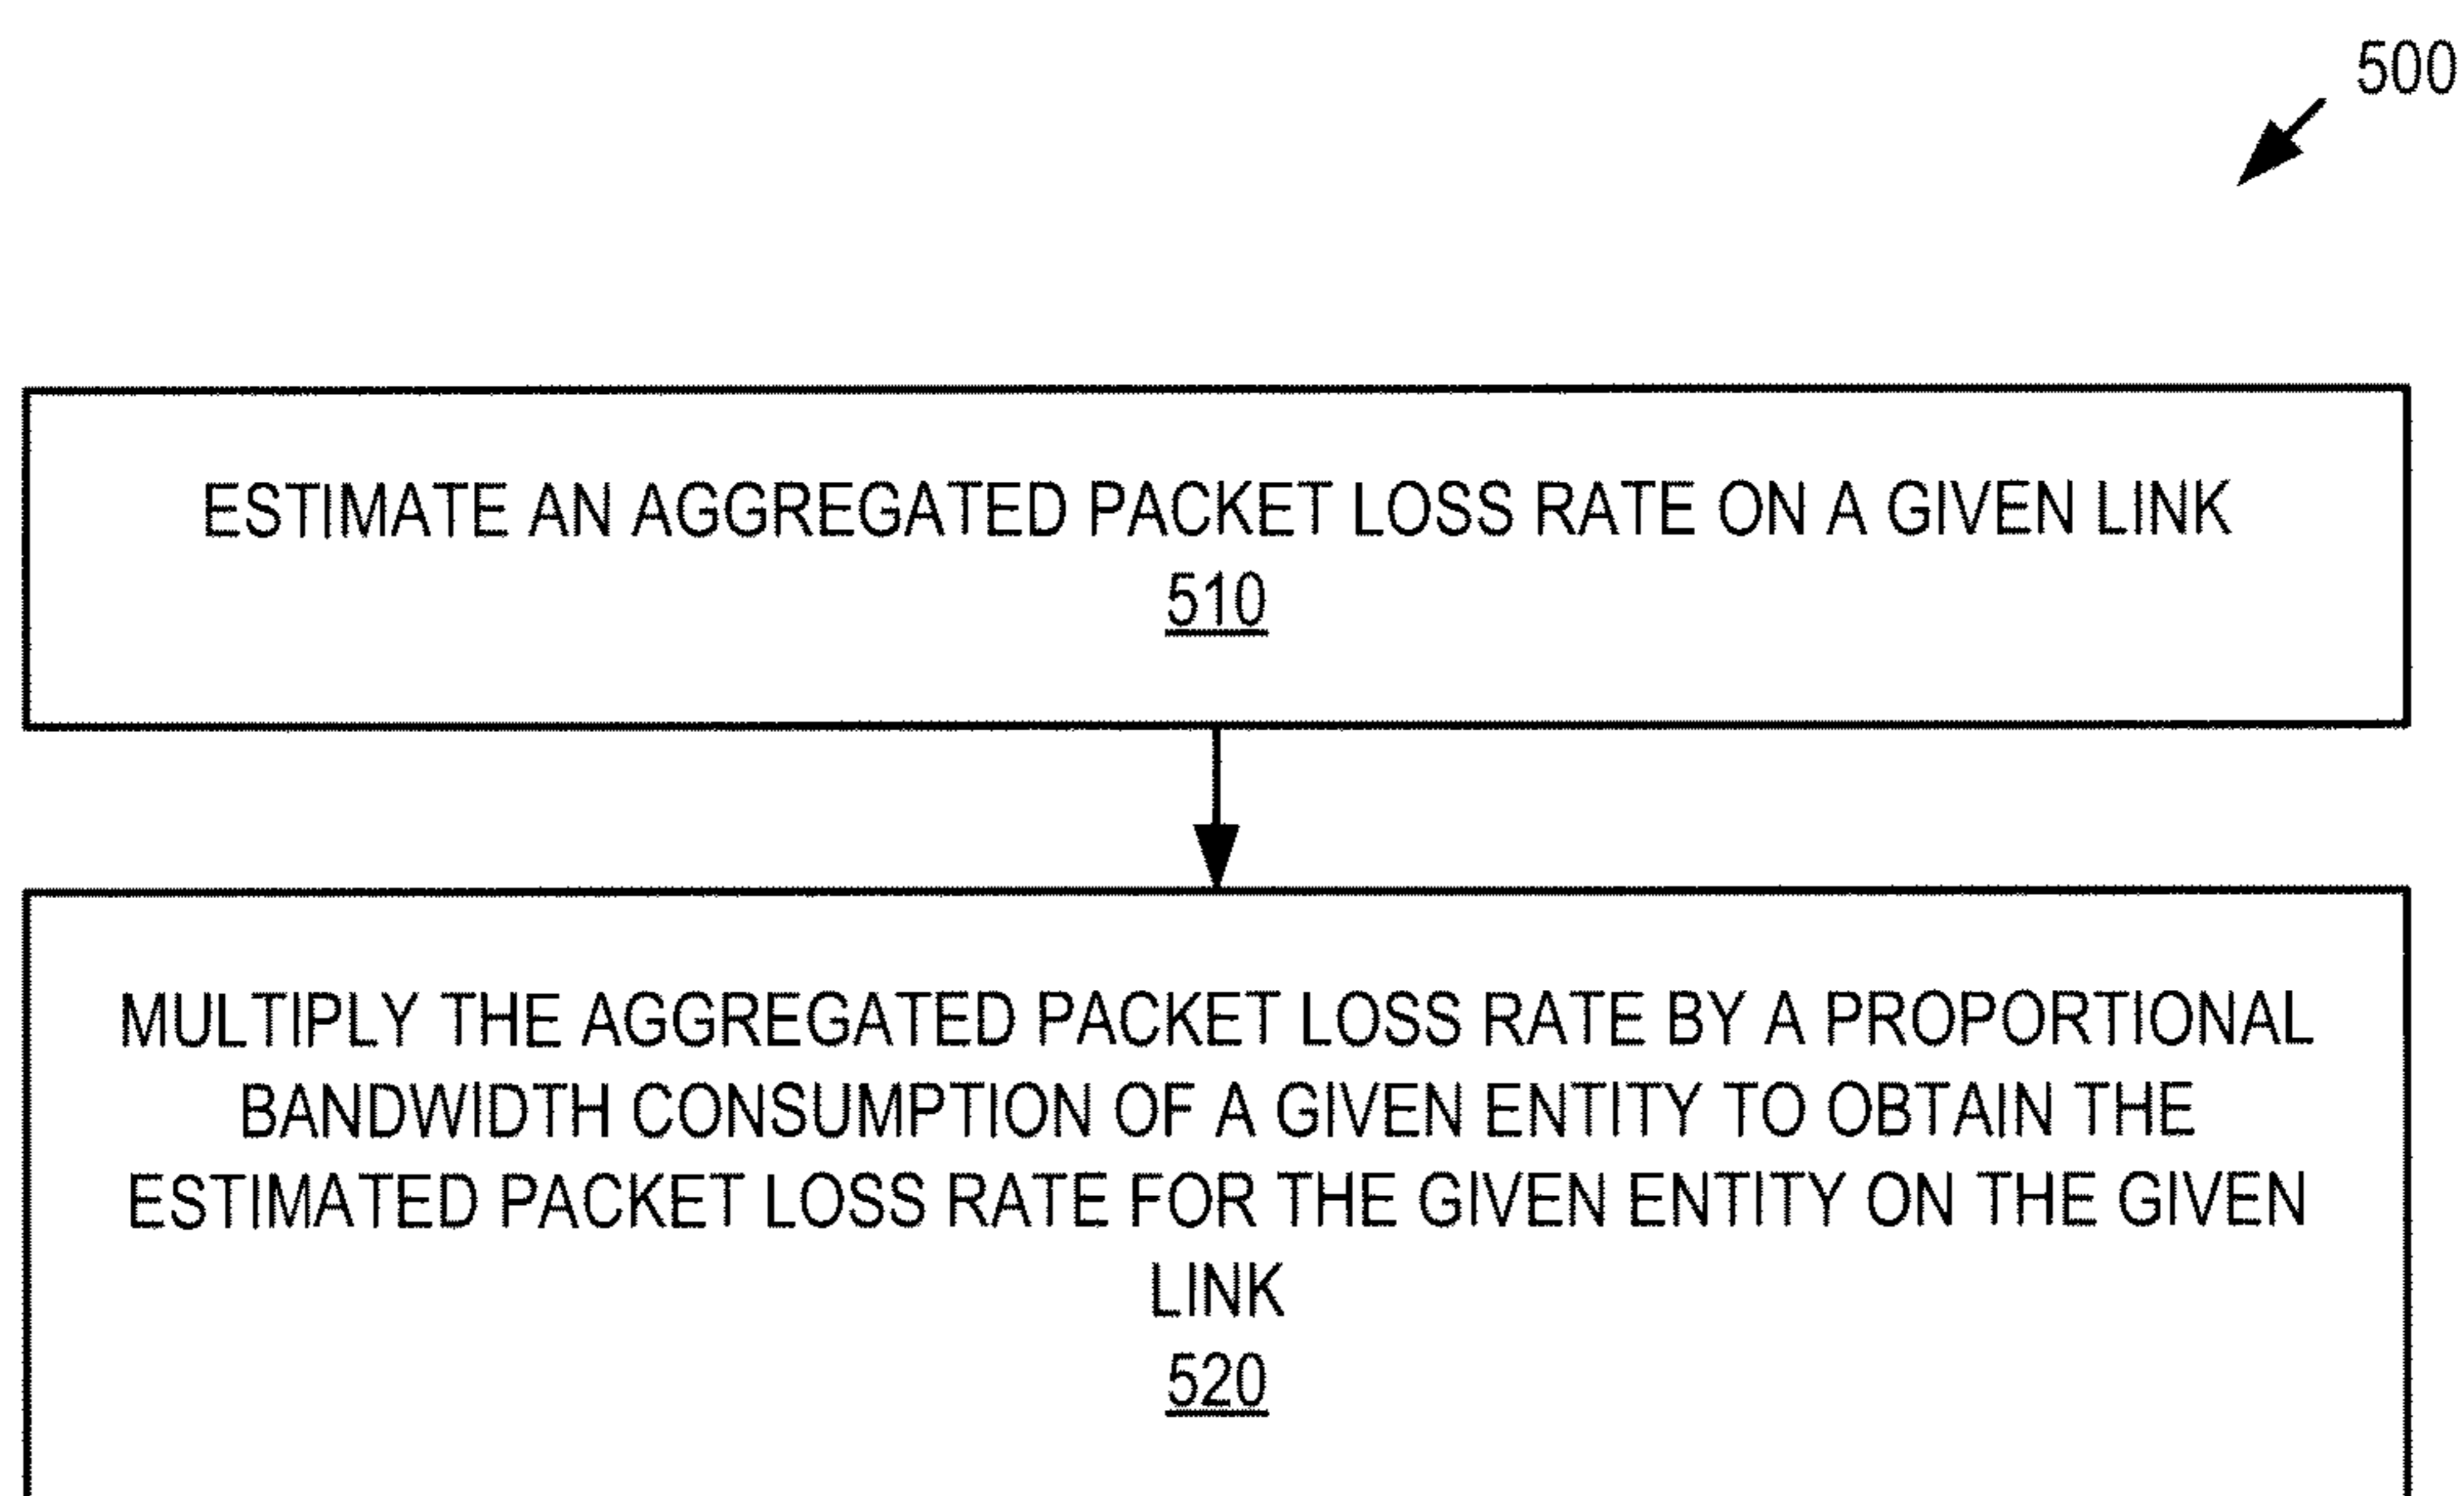 500
ESTIMATE AN AGGREGATED PACKET LOSS RATE ON A GIVEN LINK
510
MULTIPLY THE AGGREGATED PACKET LOSS RATE BY A PROPORTIONAL
BANDWIDTH CONSUMPTION OF A GIVEN ENTITY TO OBTAIN THE
ESTIMATED PACKET LOSS RATE FOR THE GIVEN ENTITY ON THE GIVEN
LINK
520